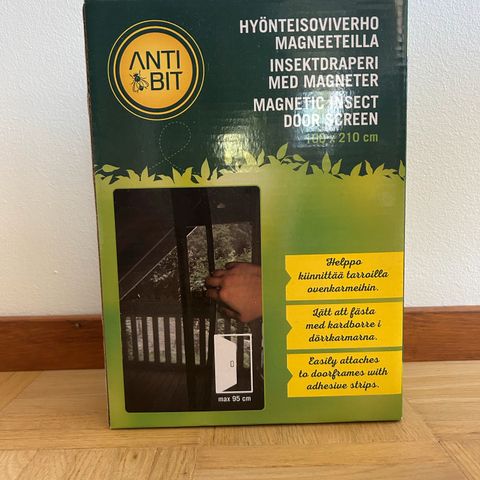 ANTI
BIT
HYÖNTEISOVIVERHO
MAGNEETEILLA
INSEKTDRAPERI
MED MAGNETER
MAGNETIC INSECT
DOOR SCREEN
100 x 210 cm
Helppo
kiinnittää tarroilla
ovenkarmeihin.
Lätt att fästa
med kardborre i
dörrkarmarna.
Easily attaches
to doorframes with
adhesive strips.
max 95 cm